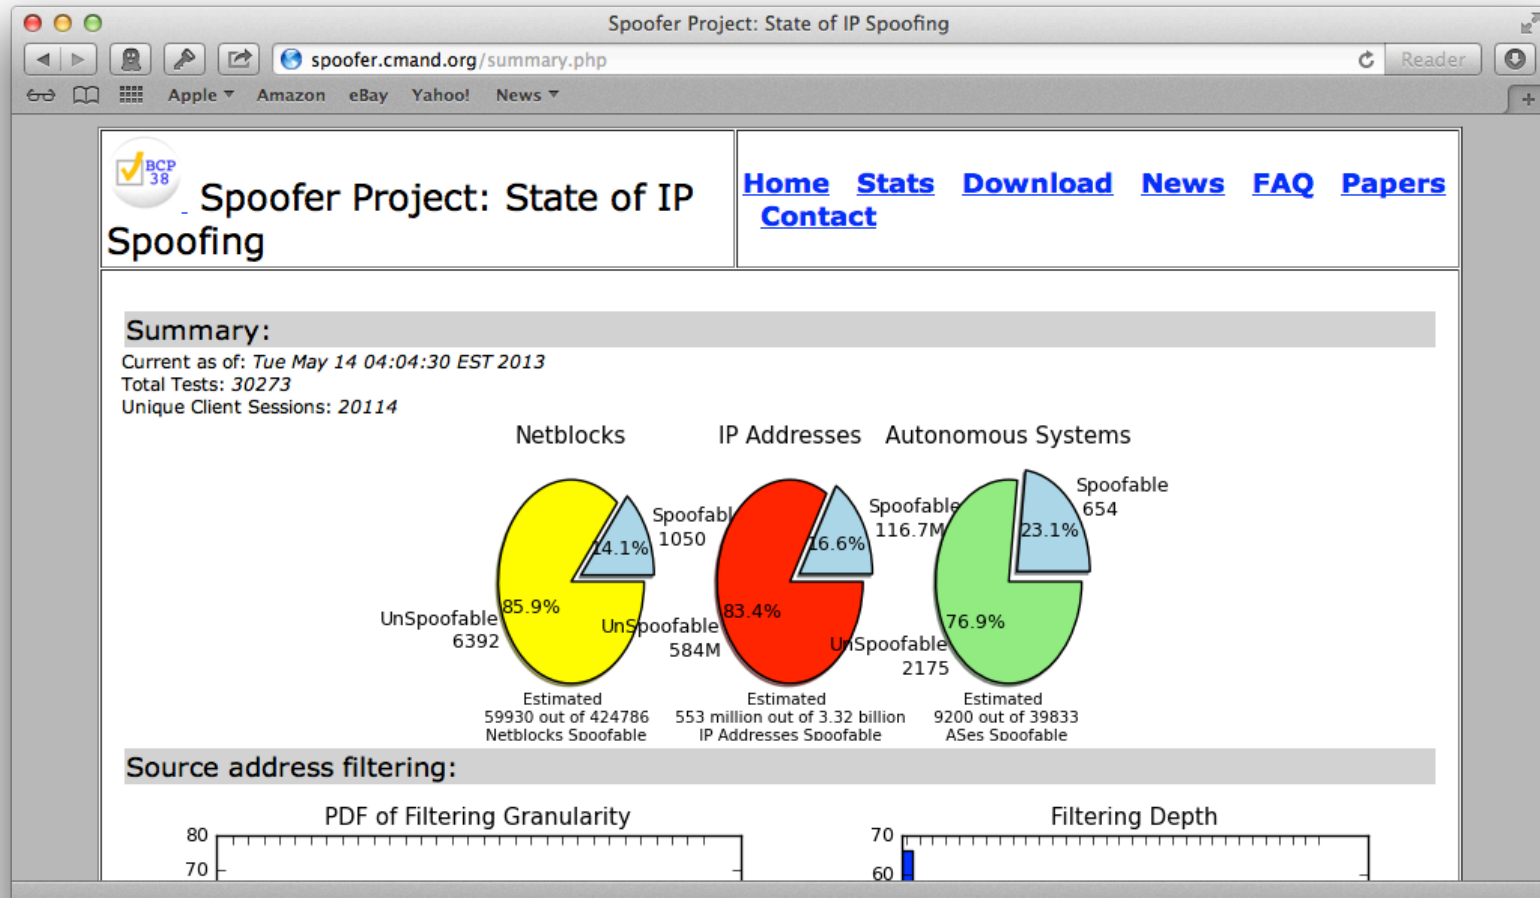 Spoofer Project: State of IP Spoofing
spoofer.cmand.org/summary.php
Reader
Apple Amazon eBay Yahoo! News
BCP
38
Spoofer Project: State of IP
Spoofing
Home Stats Download News FAQ Papers
Contact
Summary:
Current as of: Tue May 14 04:04:30 EST 2013
Total Tests: 30273
Unique Client Sessions: 20114
Netblocks
Spoofabl
1050
14.1%
85.9%
UnSpoofable
6392
Estimated
59930 out of 424786
Netblocks Spoofable
IP Addresses
Spoofable
116.7M
16.6%
83.4%
UnSpoofable
584M
Estimated
553 million out of 3.32 billion
IP Addresses Spoofable
Autonomous Systems
Spoofable
654
23.1%
76.9%
UnSpoofable
2175
Estimated
9200 out of 39833
ASes Spoofable
Source address filtering:
PDF of Filtering Granularity
80
70
Filtering Depth
70
60